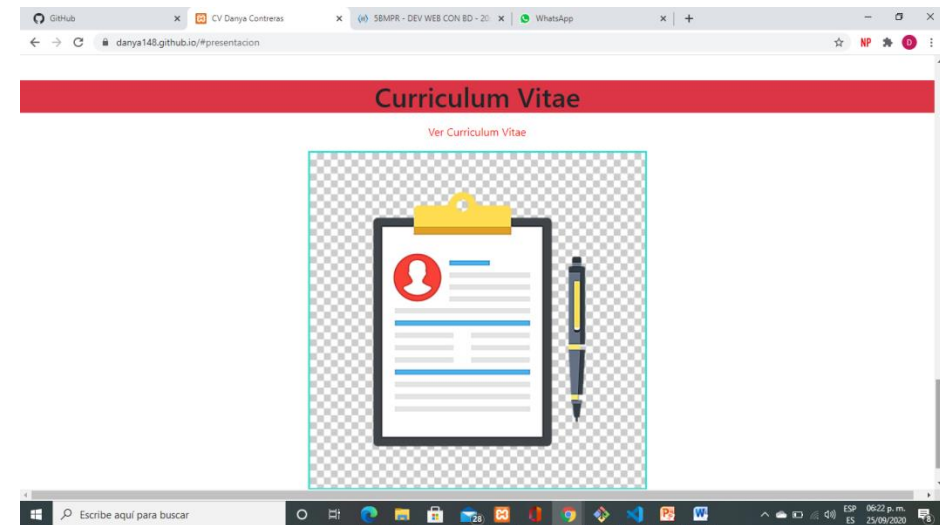 GitHub
CV Danya Contreras
5BMPR - DEV WEB CON BD - 20
WhatsApp
danya148.github.io/#presentacion
NP
D
Curriculum Vitae
Ver Curriculum Vitae
Escribe aquí para buscar
28
ESP
06:22 p. m.
ES
25/09/2020